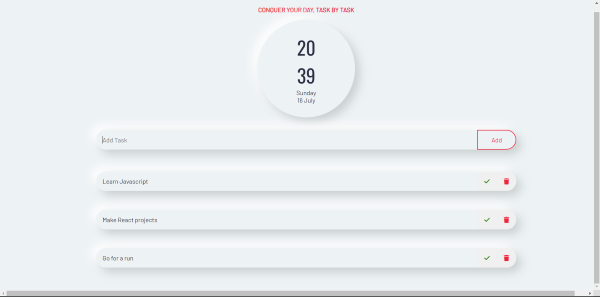 CONQUER YOUR DAY, TASK BY TASK
20
39
Sunday
16 July
Add Task
Add
Learn Javascript
Make React projects
Go for a run